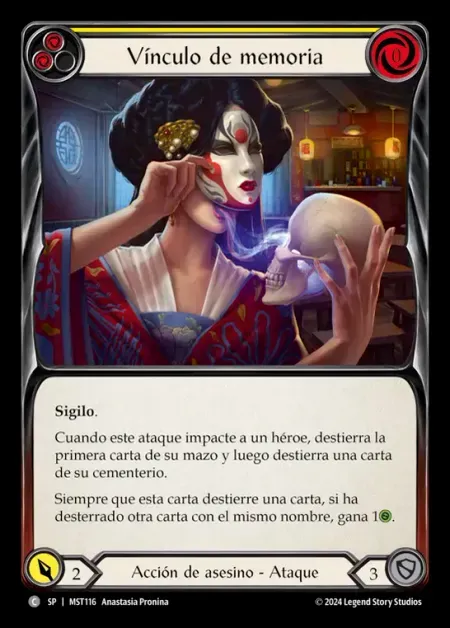 Vínculo de memoria
0
Sigilo.
Cuando este ataque impacte a un héroe, destierra la
primera carta de su mazo y luego destierra una carta
de su cementerio.
Siempre que esta carta destierre una carta, si ha
desterrado otra carta con el mismo nombre, gana 1
2 Acción de asesino - Ataque 3
C SP | MST116 Anastasia Pronina © 2024 Legend Story Studios